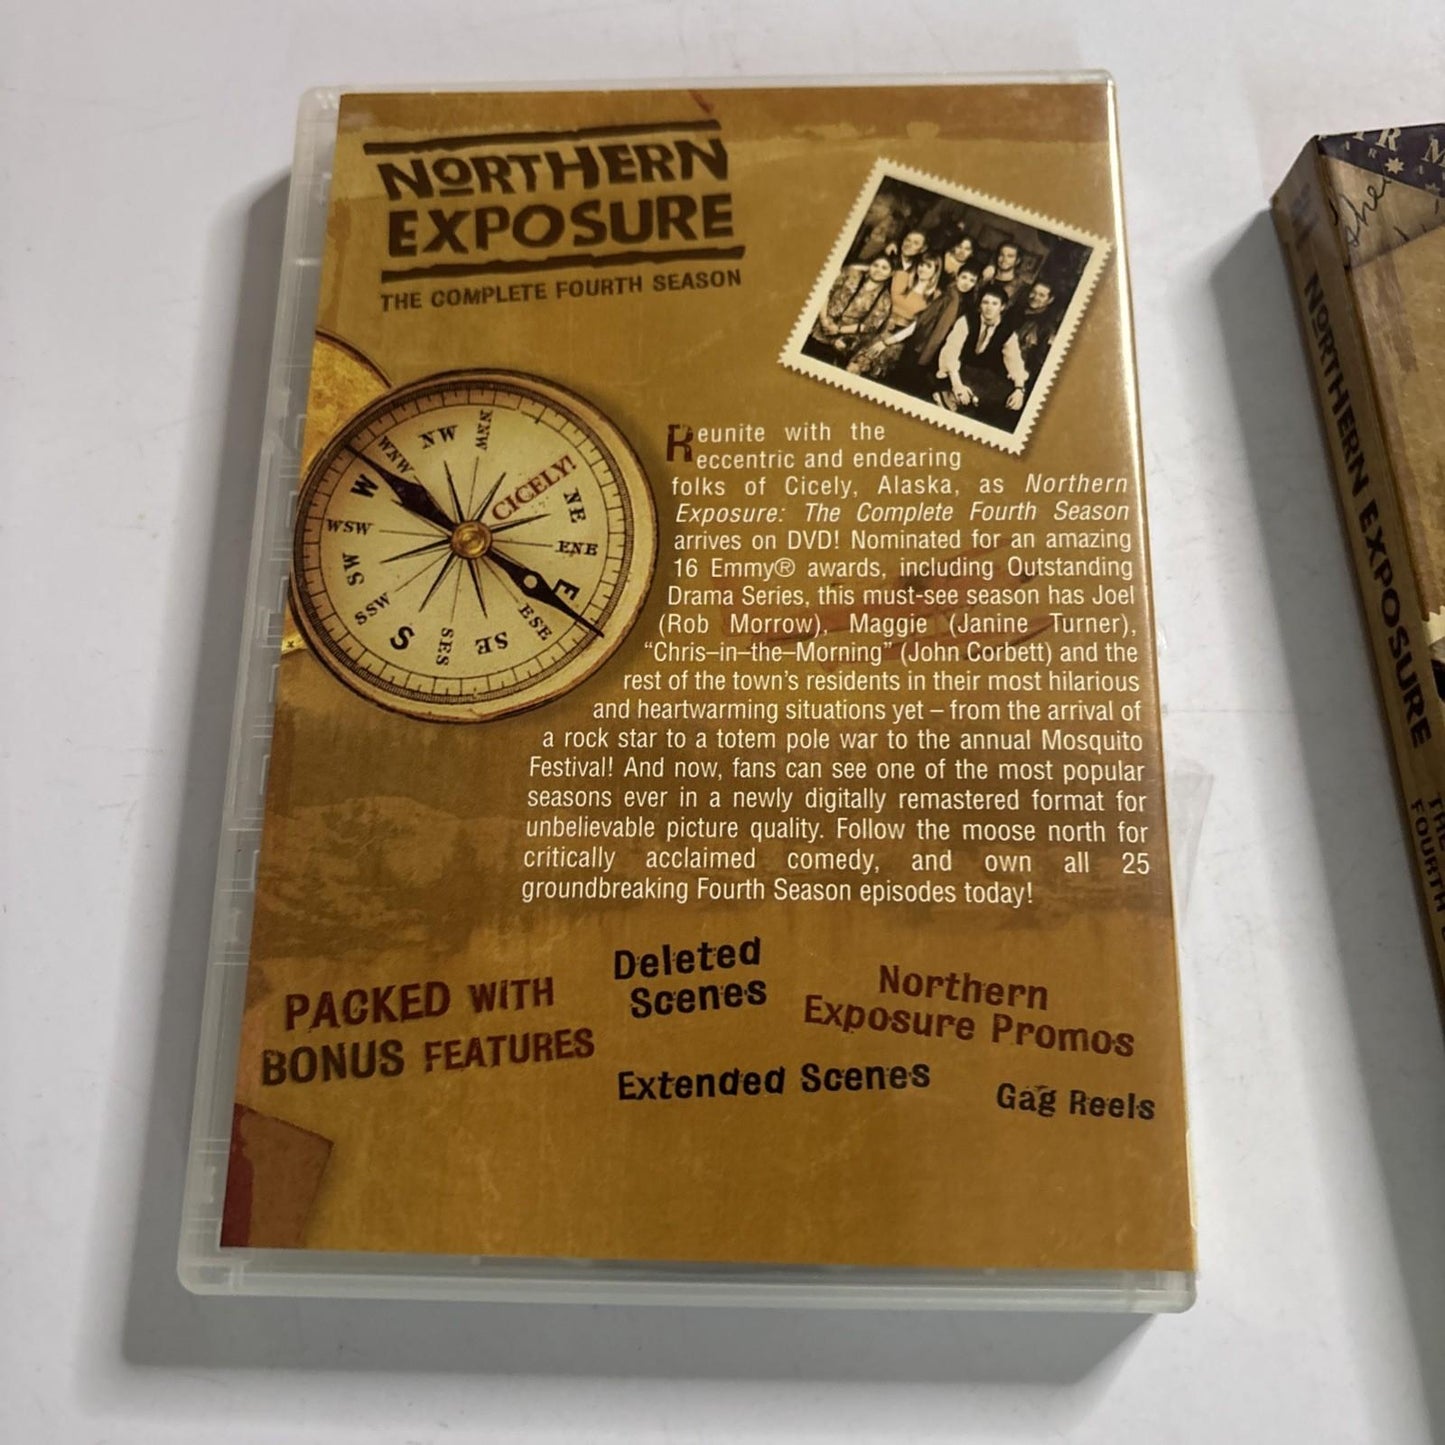 NORTHERN
EXPOSURE
THE COMPLETE FOURTH SEASON
NW
NNW
WNW
W
CICELY!
NE
WSW
ENE
SW
E
SSW
ESE
S
SES
SE
Reunite with the
eccentric and endearing
folks of Cicely, Alaska, as Northern
Exposure: The Complete Fourth Season
arrives on DVD! Nominated for an amazing
16 Emmy® awards, including Outstanding
Drama Series, this must-see season has Joel
(Rob Morrow), Maggie (Janine Turner),
“Chris–in–the–Morning” (John Corbett) and the
rest of the town's residents in their most hilarious
and heartwarming situations yet – from the arrival of
a rock star to a totem pole war to the annual Mosquito
Festival! And now, fans can see one of the most popular
seasons ever in a newly digitally remastered format for
unbelievable picture quality. Follow the moose north for
critically acclaimed comedy, and own all 25
groundbreaking Fourth Season episodes today!
PACKED WITH
BONUS FEATURES
Deleted
Scenes
Northern
Exposure Promos
Extended Scenes
Gag Reels
she
NORTHERN EXPOSURE
FOURTH